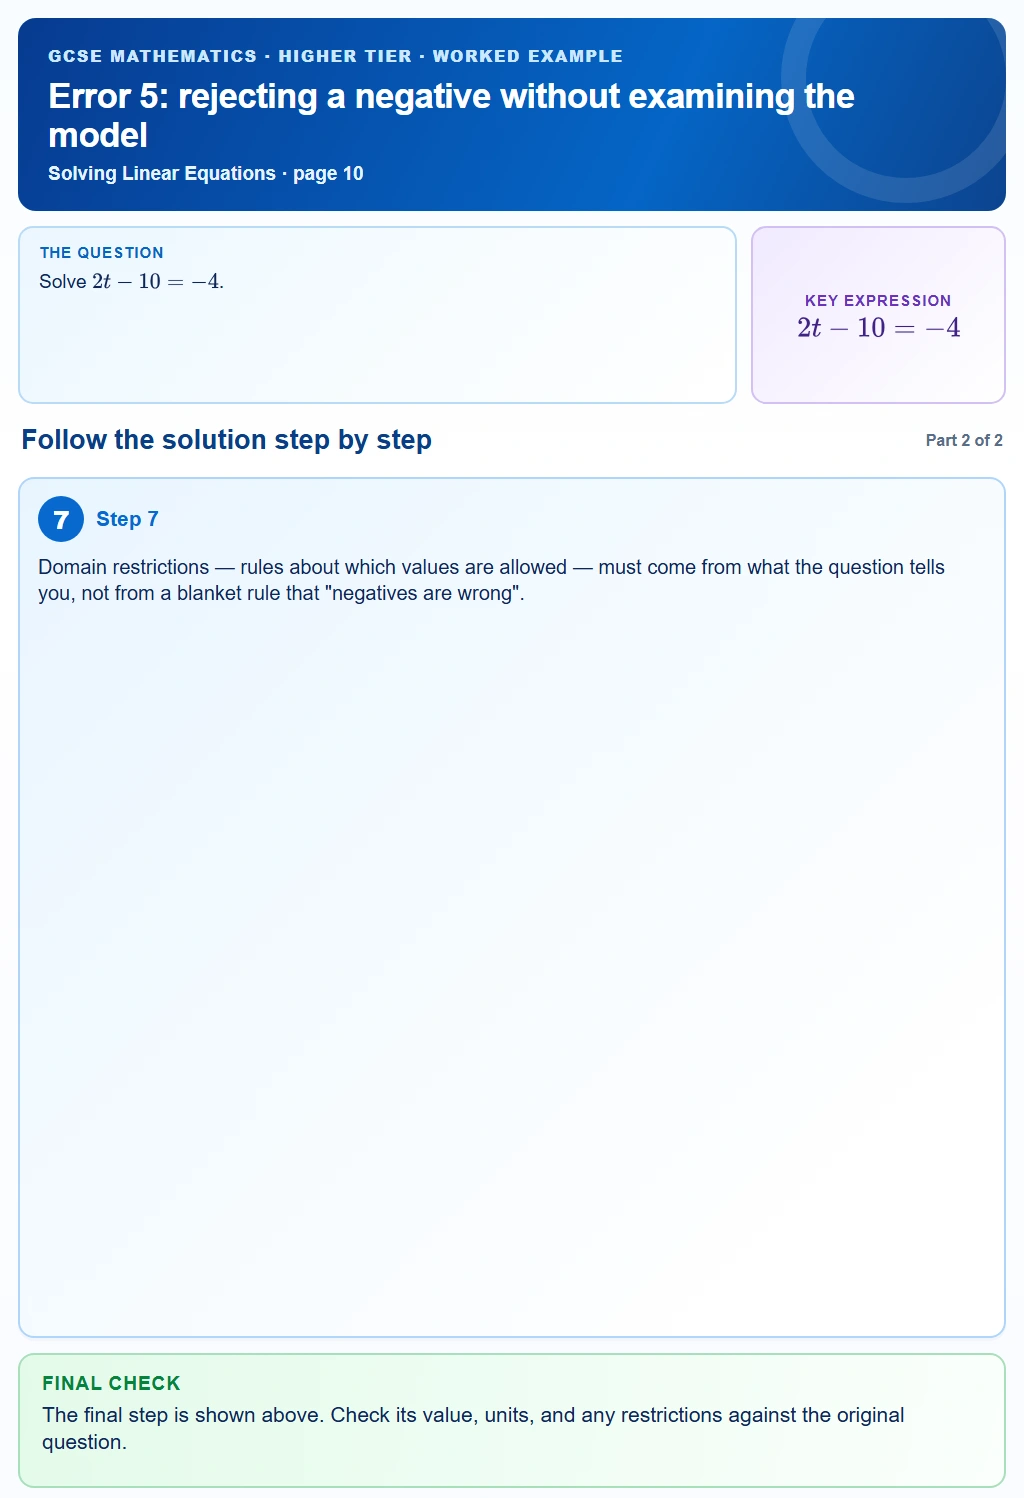 GCSE MATHEMATICS · HIGHER TIER · WORKED EXAMPLE
Error 5: rejecting a negative without examining the
model
Solving Linear Equations · page 10
THE QUESTION
Solve 2t − 10 = −4.
KEY EXPRESSION
2t − 10 = −4
Follow the solution step by step
Part 2 of 2
7 Step 7
Domain restrictions — rules about which values are allowed — must come from what the question tells
you, not from a blanket rule that "negatives are wrong".
FINAL CHECK
The final step is shown above. Check its value, units, and any restrictions against the original
question.